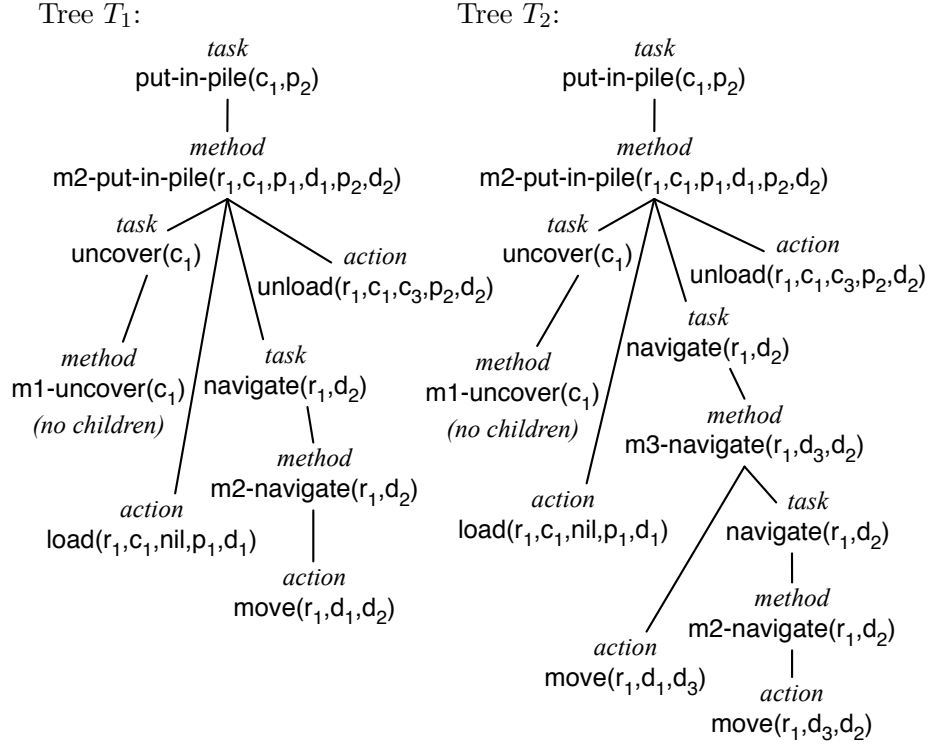 Tree T₁:
task
put-in-pile(c₁,p₂)
method
m2-put-in-pile(r₁,c₁,p₁,d₁,p₂,d₂)
task
uncover(c₁)
action
unload(r₁,c₁,c₃,p₂,d₂)
method
m1-uncover(c₁)
(no children)
task
navigate(r₁,d₂)
method
m2-navigate(r₁,d₂)
action
load(r₁,c₁,nil,p₁,d₁)
action
move(r₁,d₁,d₂)
Tree T₂:
task
put-in-pile(c₁,p₂)
method
m2-put-in-pile(r₁,c₁,p₁,d₁,p₂,d₂)
task
uncover(c₁)
action
unload(r₁,c₁,c₃,p₂,d₂)
task
navigate(r₁,d₂)
method
m1-uncover(c₁)
(no children)
method
m3-navigate(r₁,d₃,d₂)
action
load(r₁,c₁,nil,p₁,d₁)
task
navigate(r₁,d₂)
method
m2-navigate(r₁,d₂)
action
move(r₁,d₁,d₃)
action
move(r₁,d₃,d₂)